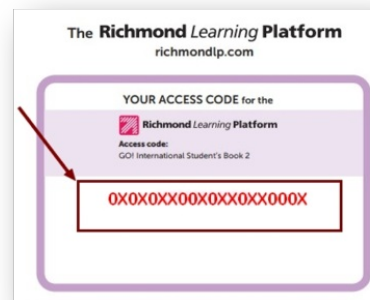 The Richmond Learning Platform
richmondlp.com
YOUR ACCESS CODE for the
Richmond Learning Platform
Access code:
GO! International Student's Book 2
0X0X0XX00X0XX0XX000X